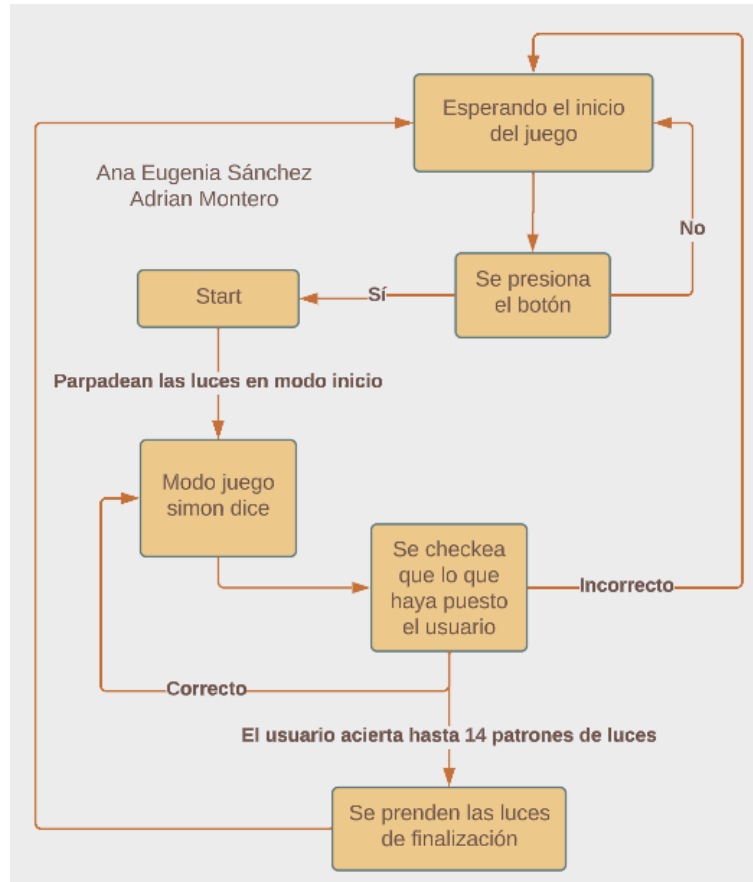 Esperando el inicio
del juego
Ana Eugenia Sánchez
Adrian Montero
No
Se presiona
el botón
Sí
Start
Parpadean las luces en modo inicio
Modo juego
simon dice
Se checkea
que lo que
haya puesto
el usuario
Incorrecto
Correcto
El usuario acierta hasta 14 patrones de luces
Se prenden las luces
de finalización